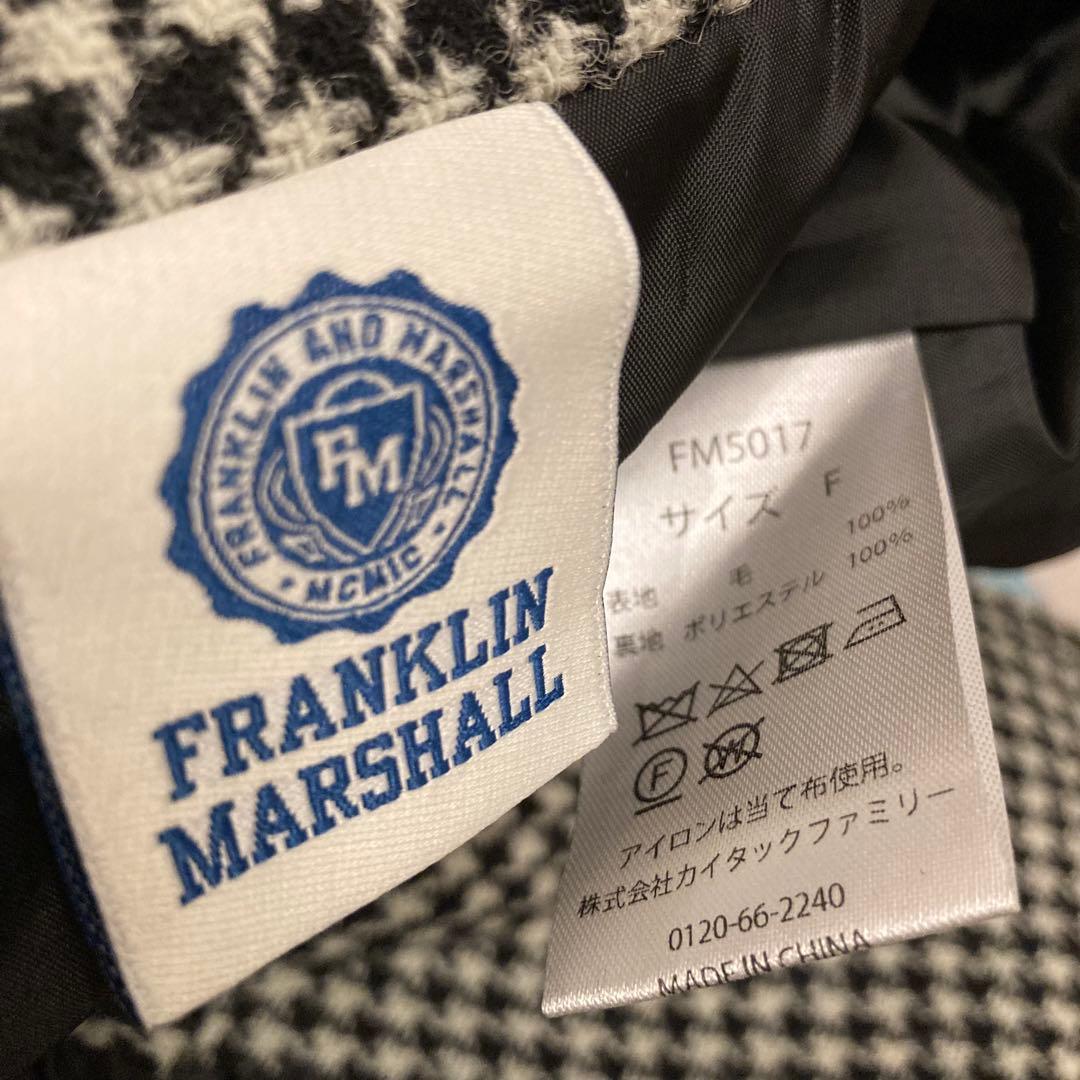 FRANKLIN AND MARSHALL
FM
MCMIC
FRANKLIN
MARSHALL
FM5017
サイズ F
表地 毛 100%
裏地 ポリエステル 100%
F
W
アイロンは当て布使用。
株式会社カイタックファミリー
0120-66-2240
MADE IN CHINA